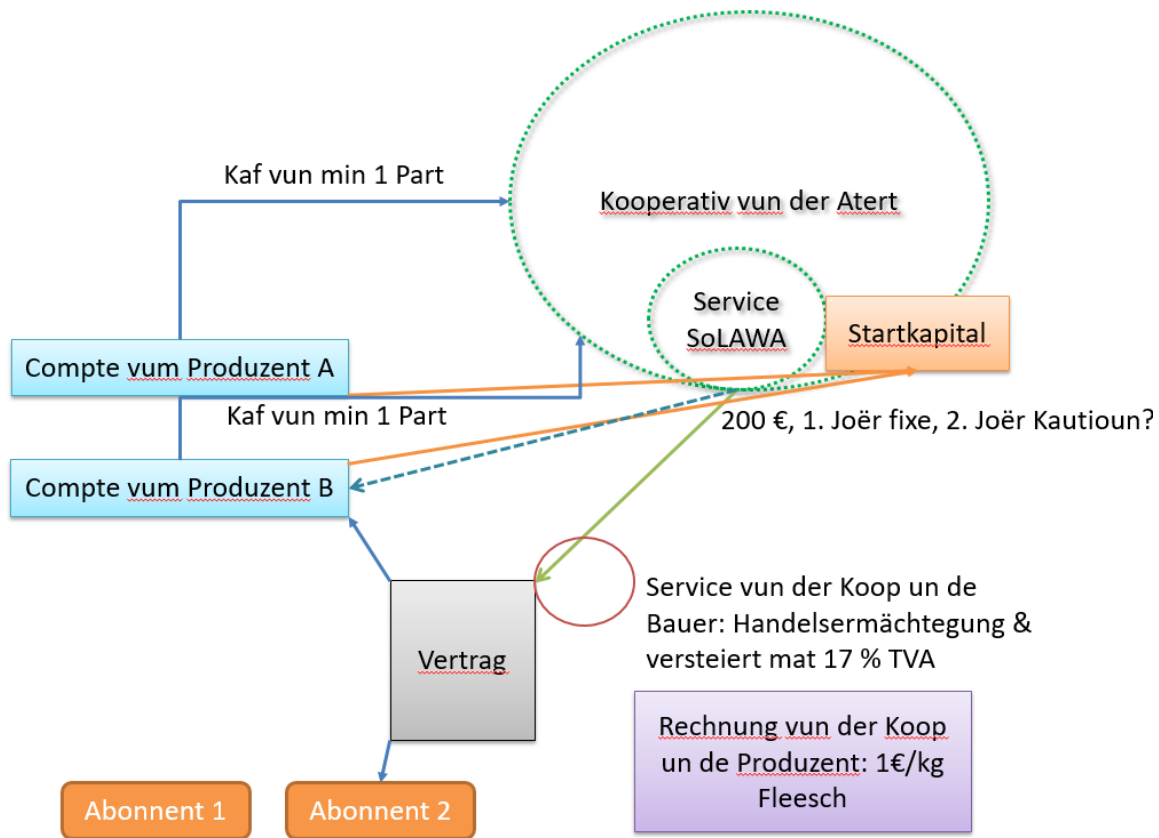 Kaf vun min 1 Part
Kooperativ vun der Atert
Service
SoLAWA
Startkapital
Compte vum Produzent A
Kaf vun min 1 Part
200 €, 1. Joër fixe, 2. Joër Kautioun?
Compte vum Produzent B
Service vun der Koop un de
Bauer: Handelsermächtegung &
versteiert mat 17 % TVA
Vertrag
Rechnung vun der Koop
un de Produzent: 1€/kg
Fleesch
Abonnent 1
Abonnent 2